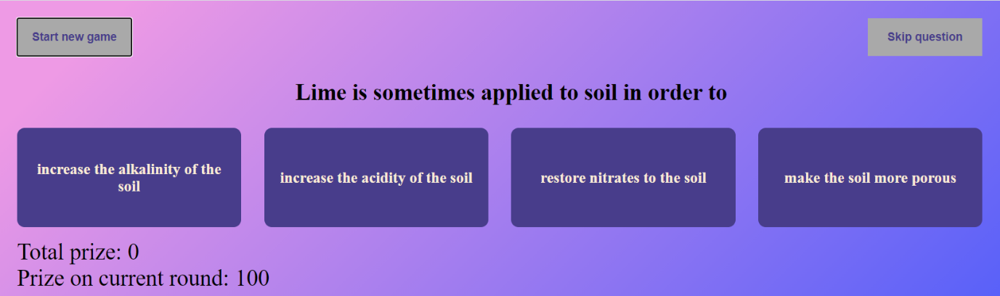 Start new game
Skip question
Lime is sometimes applied to soil in order to
increase the alkalinity of the
soil
increase the acidity of the soil
restore nitrates to the soil
make the soil more porous
Total prize: 0
Prize on current round: 100